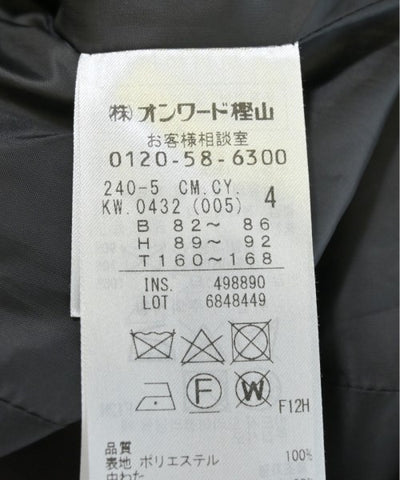 (株)オンワード樫山
お客様相談室
0120-58-6300
240-5 CM.CY.
KW.0432 (005) 4
B 82～ 86
H 89～ 92
T 160～168
INS. 498890
LOT 6848449
F W F12H
品質
表地 ポリエステル 100%
中わた